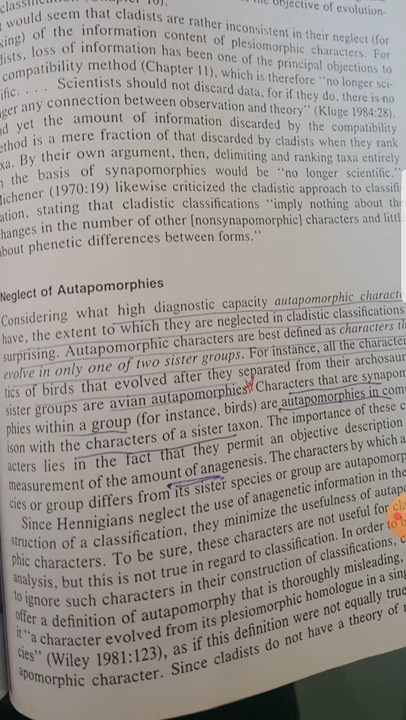 the objective of evolution-
would seem that cladists are rather inconsistent in their neglect (for
king) of the information content of plesiomorphic characters. For
dists, loss of information has been one of the principal objections to
compatibility method (Chapter 11), which is therefore "no longer sci-
ific. . . . Scientists should not discard data, for if they do, there is no
ger any connection between observation and theory" (Kluge 1984:28).
nd yet the amount of information discarded by the compatibility
ethod is a mere fraction of that discarded by cladists when they rank
xa. By their own argument, then, delimiting and ranking taxa entirely
n the basis of synapomorphies would be "no longer scientific."
Michener (1970:19) likewise criticized the cladistic approach to classifi-
ation, stating that cladistic classifications "imply nothing about the
hanges in the number of other [nonsynapomorphic] characters and little
about phenetic differences between forms."
Neglect of Autapomorphies
Considering what high diagnostic capacity autapomorphic characte
have, the extent to which they are neglected in cladistic classifications
surprising. Autapomorphic characters are best defined as characters th
evolve in only one of two sister groups. For instance, all the character
tics of birds that evolved after they separated from their archosaur
sister groups are avian autapomorphies. Characters that are synapom
phies within a group (for instance, birds) are autapomorphies in com
ison with the characters of a sister taxon. The importance of these c
acters lies in the fact that they permit an objective description
measurement of the amount of anagenesis. The characters by which a
cies or group differs from its sister species or group are autapomorp
Since Hennigians neglect the use of anagenetic information in the
struction of a classification, they minimize the usefulness of autapo
phic characters. To be sure, these characters are not useful for cla
analysis, but this is not true in regard to classification. In order to b
to ignore such characters in their construction of classifications,
offer a definition of autapomorphy that is thoroughly misleading,
it "a character evolved from its plesiomorphic homologue in a sing
cies" (Wiley 1981:123), as if this definition were not equally true
apomorphic character. Since cladists do not have a theory of